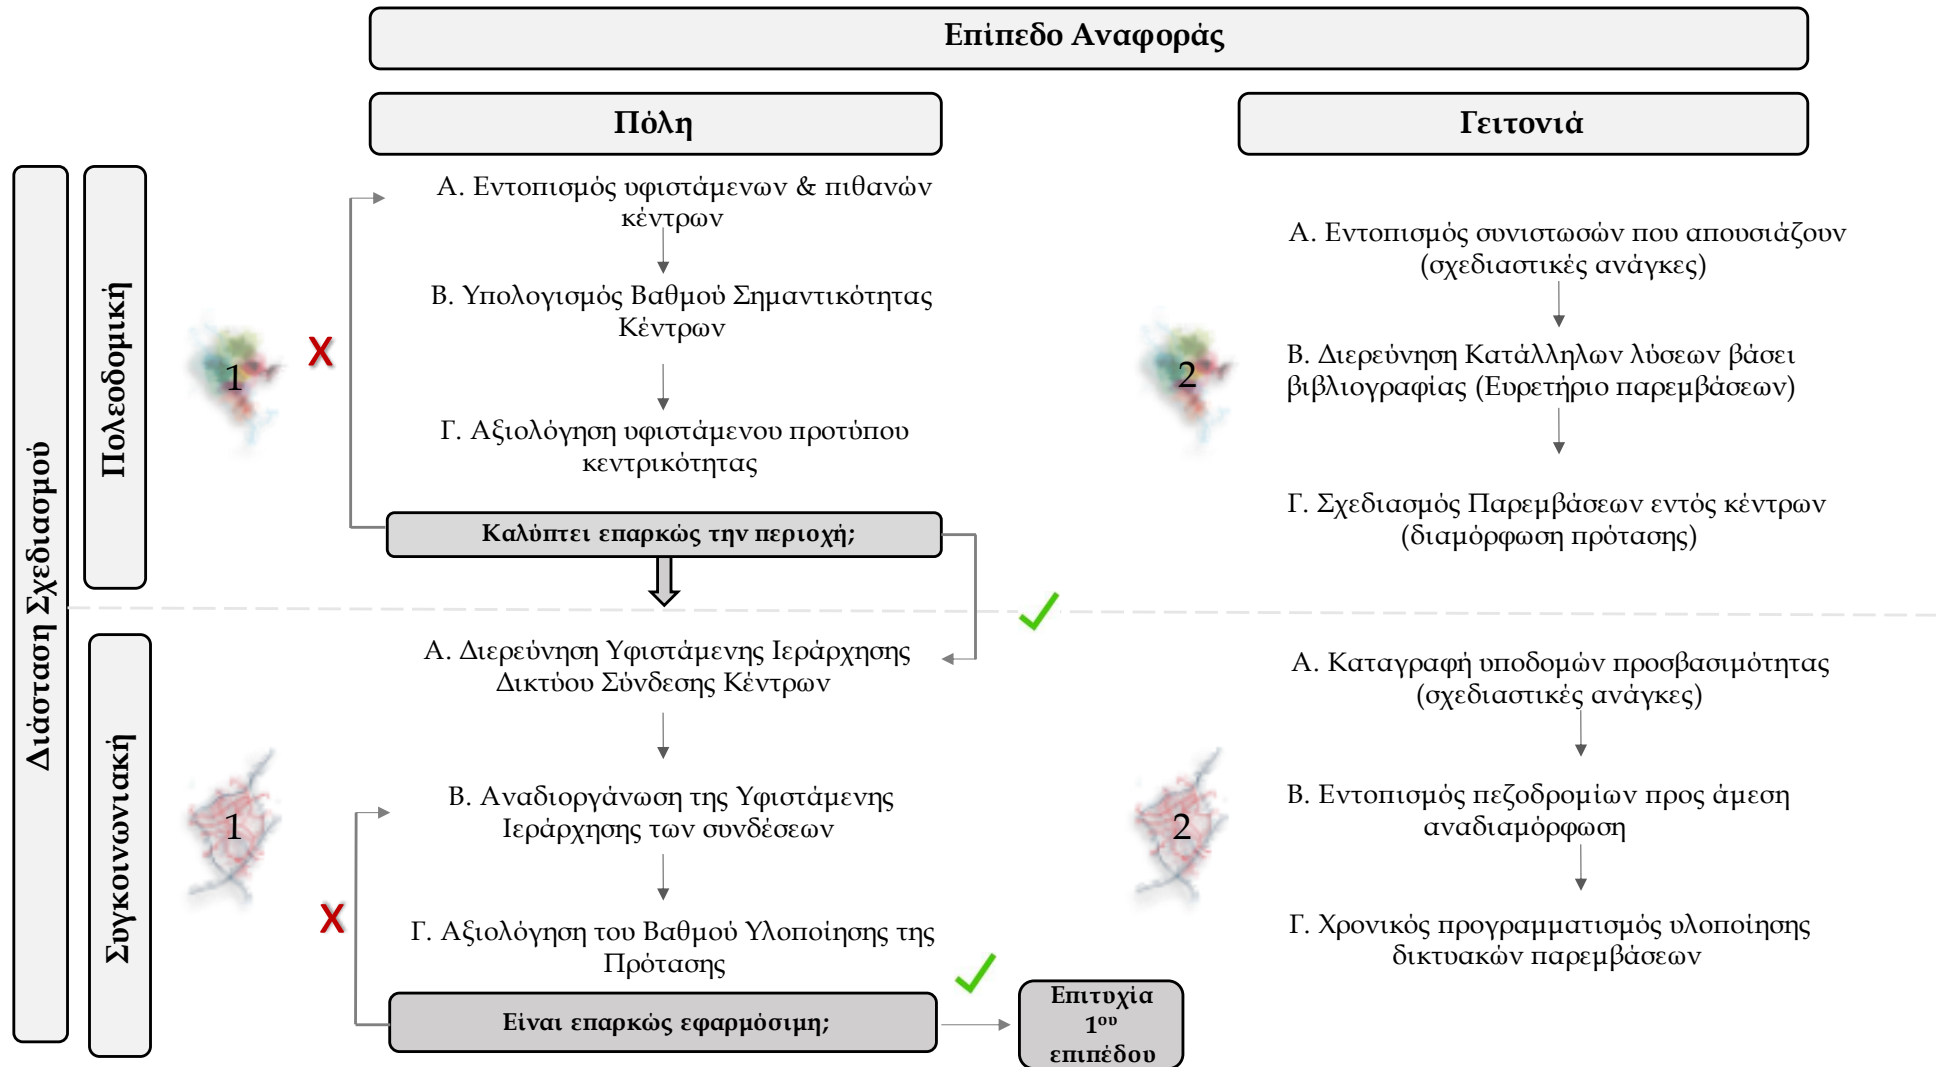 Επίπεδο Αναφοράς
Πόλη
Γειτονιά
Διάσταση Σχεδιασμού
Πολεοδομική
1
X
Α. Εντοπισμός υφιστάμενων & πιθανών
κέντρων
Β. Υπολογισμός Βαθμού Σημαντικότητας
Κέντρων
Γ. Αξιολόγηση υφιστάμενου προτύπου
κεντρικότητας
Καλύπτει επαρκώς την περιοχή;
2
Α. Εντοπισμός συνιστωσών που απουσιάζουν
(σχεδιαστικές ανάγκες)
Β. Διερεύνηση Κατάλληλων λύσεων βάσει
βιβλιογραφίας (Ευρετήριο παρεμβάσεων)
Γ. Σχεδιασμός Παρεμβάσεων εντός κέντρων
(διαμόρφωση πρότασης)
Συγκοινωνιακή
1
X
Α. Διερεύνηση Υφιστάμενης Ιεράρχησης
Δικτύου Σύνδεσης Κέντρων
Β. Αναδιοργάνωση της Υφιστάμενης
Ιεράρχησης των συνδέσεων
Γ. Αξιολόγηση του Βαθμού Υλοποίησης της
Πρότασης
Είναι επαρκώς εφαρμόσιμη;
Επιτυχία
1ου
επιπέδου
2
Α. Καταγραφή υποδομών προσβασιμότητας
(σχεδιαστικές ανάγκες)
Β. Εντοπισμός πεζοδρομίων προς άμεση
αναδιαμόρφωση
Γ. Χρονικός προγραμματισμός υλοποίησης
δικτυακών παρεμβάσεων